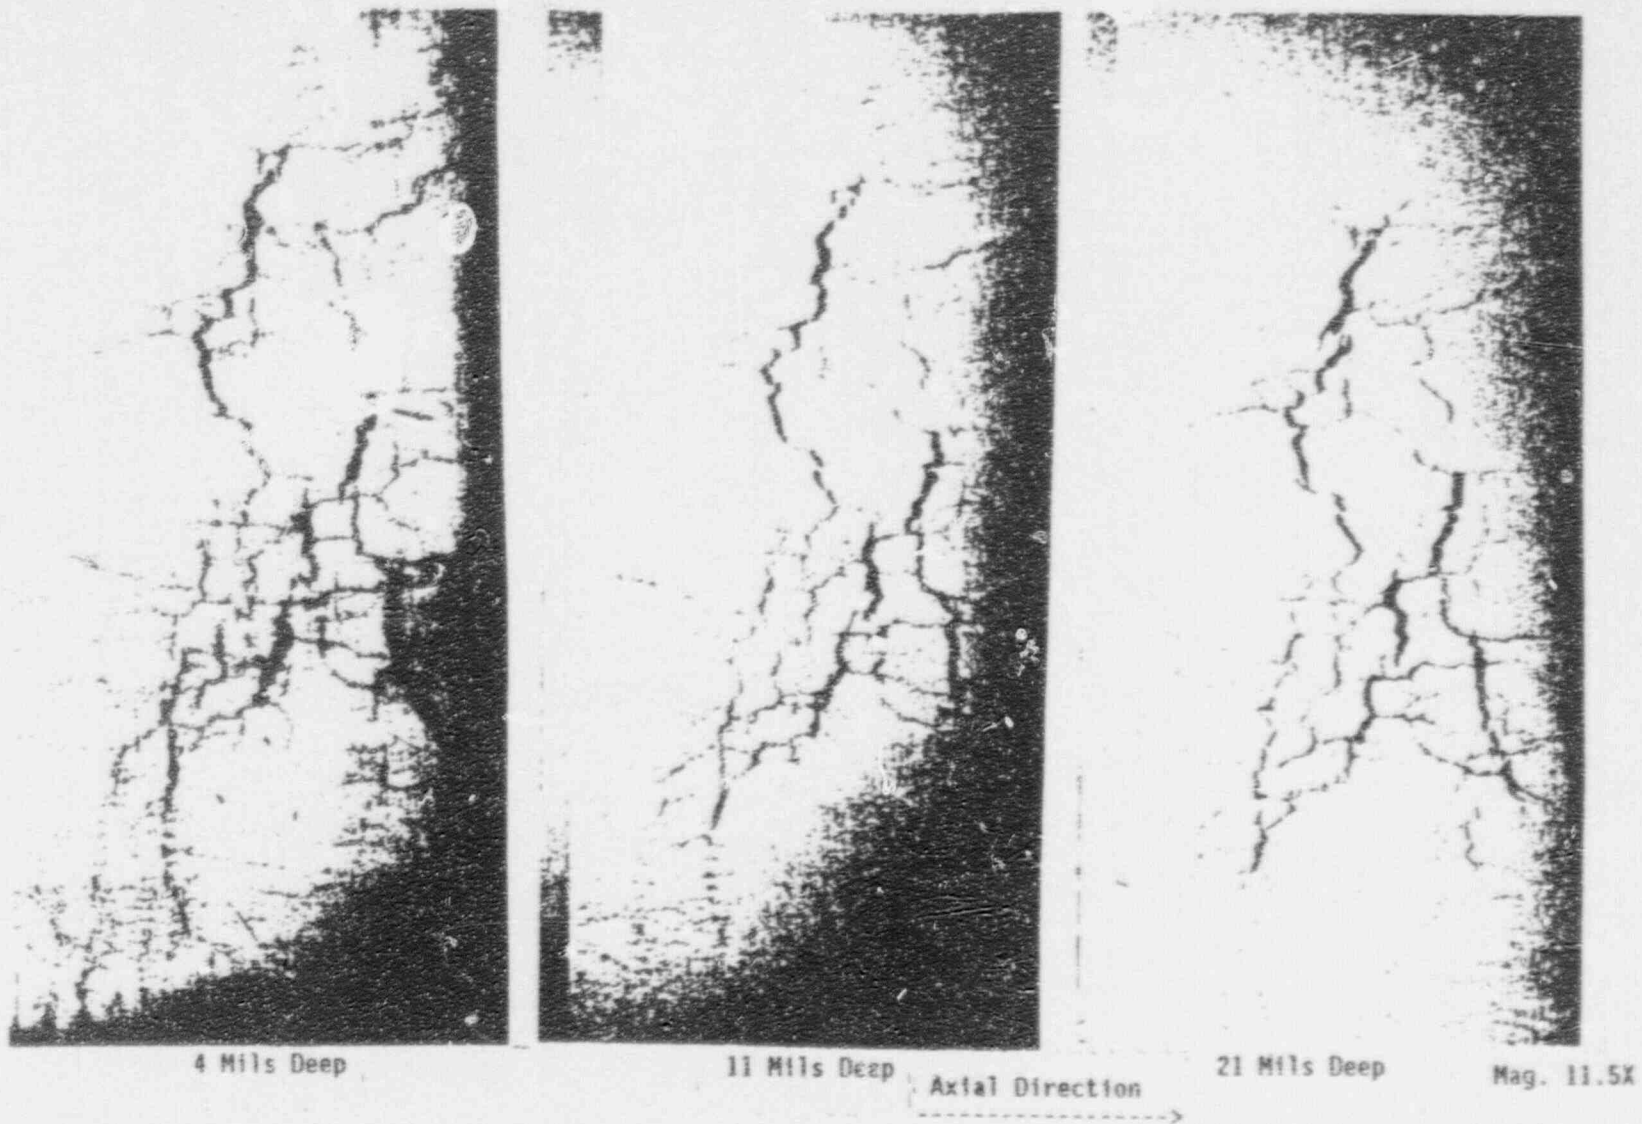 4 Mils Deep
11 Mils Deep
21 Mils Deep
Mag. 11.5X
Axial Direction